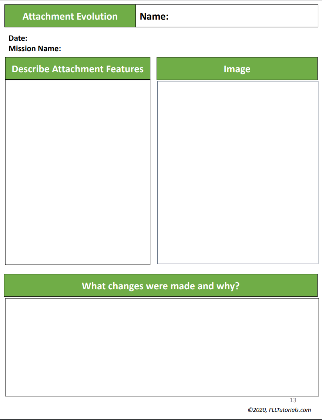 Attachment Evolution
Name:
Date:
Mission Name:
Describe Attachment Features
Image
What changes were made and why?
11
©2020, FLLTutorials.com